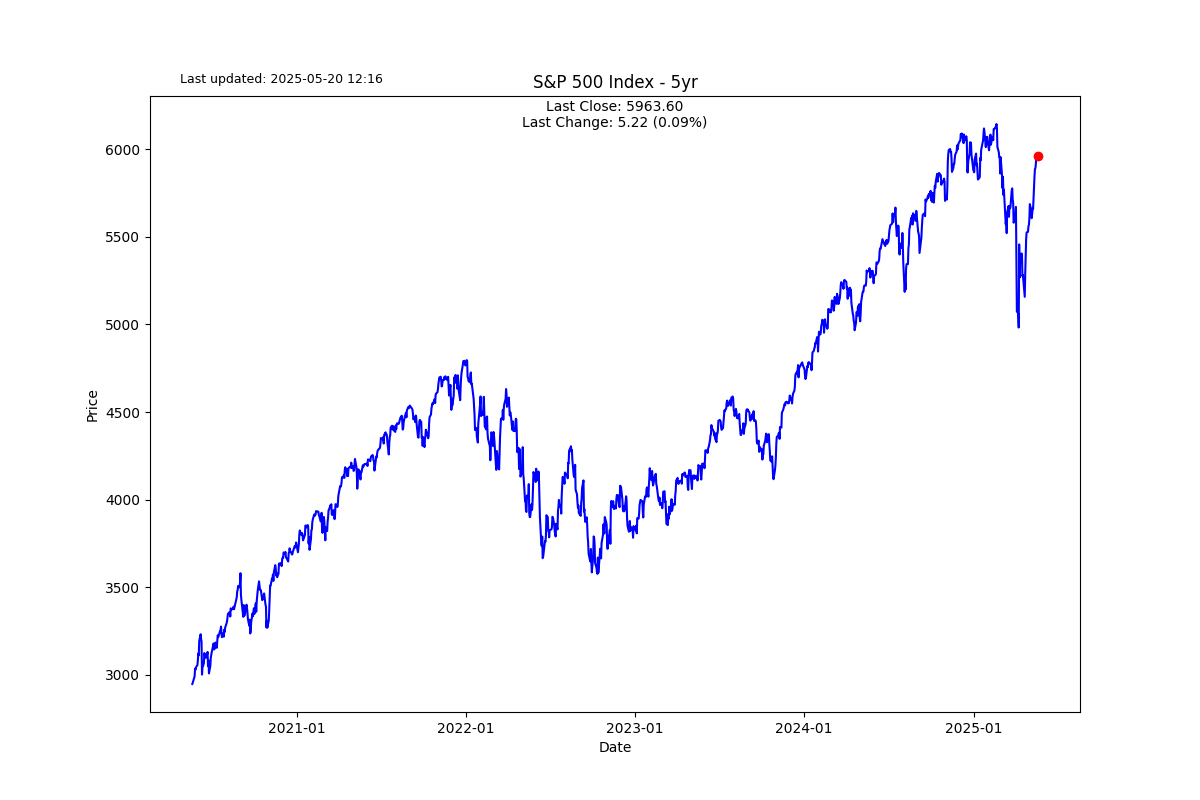 Last updated: 2025-05-20 12:16
S&P 500 Index - 5yr
Last Close: 5963.60
Last Change: 5.22 (0.09%)
6000
5500
5000
4500
4000
3500
3000
Price
2021-01
2022-01
2023-01
2024-01
2025-01
Date